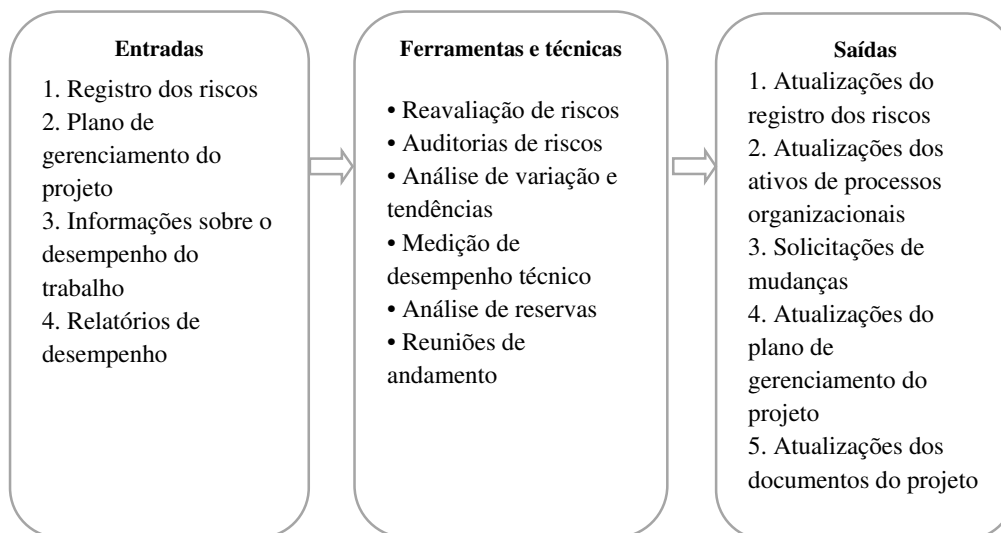 Entradas
1. Registro dos riscos
2. Plano de
gerenciamento do
projeto
3. Informações sobre o
desempenho do
trabalho
4. Relatórios de
desempenho
Ferramentas e técnicas
• Reavaliação de riscos
• Auditorias de riscos
• Análise de variação e
tendências
• Medição de
desempenho técnico
• Análise de reservas
• Reuniões de
andamento
Saídas
1. Atualizações do
registro dos riscos
2. Atualizações dos
ativos de processos
organizacionais
3. Solicitações de
mudanças
4. Atualizações do
plano de
gerenciamento do
projeto
5. Atualizações dos
documentos do projeto